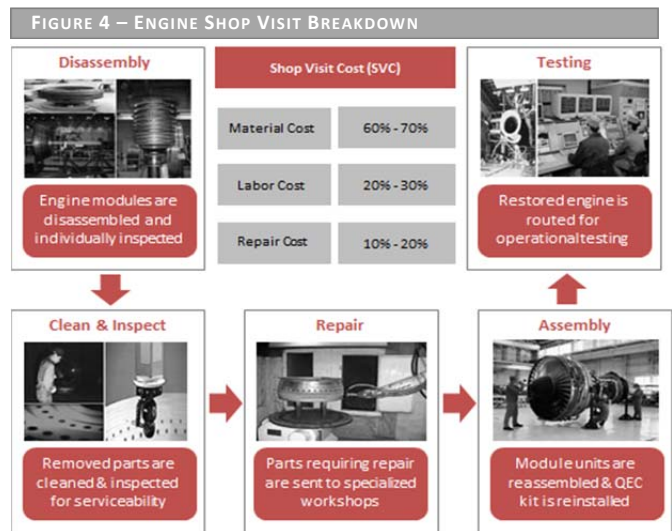 FIGURE 4 – ENGINE SHOP VISIT BREAKDOWN
Disassembly
Engine modules are
disassembled and
individually inspected
Shop Visit Cost (SVC)
Material Cost 60% - 70%
Labor Cost 20% - 30%
Repair Cost 10% - 20%
Testing
Restored engine is
routed for
operational testing
Clean & Inspect
Removed parts are
cleaned & inspected
for serviceability
Repair
Parts requiring repair
are sent to specialized
workshops
Assembly
Module units are
reassembled & QEC
kit is reinstalled